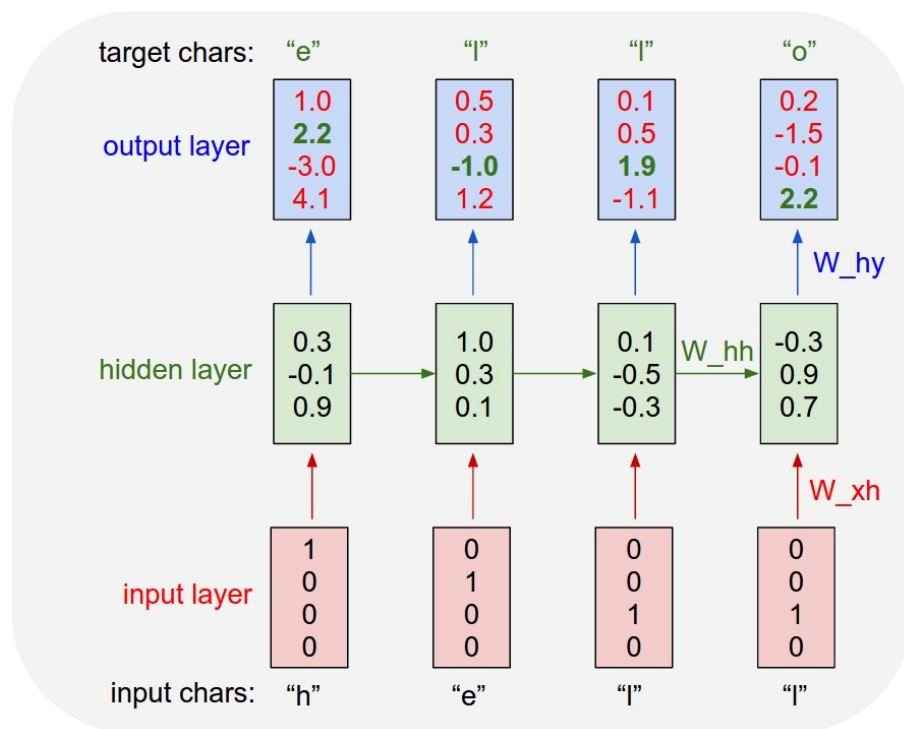 target chars: “e” “l” “l” “o”
1.0 0.5 0.1 0.2
2.2 0.3 0.5 -1.5
output layer
-3.0 -1.0 1.9 -0.1
4.1 1.2 -1.1 2.2
W_hy
0.3 1.0 0.1 -0.3
W_hh
hidden layer
-0.1 0.3 -0.5 0.9
0.9 0.1 -0.3 0.7
W_xh
1 0 0 0
0 1 0 0
input layer
0 0 1 1
0 0 0 0
input chars: “h” “e” “l” “l”